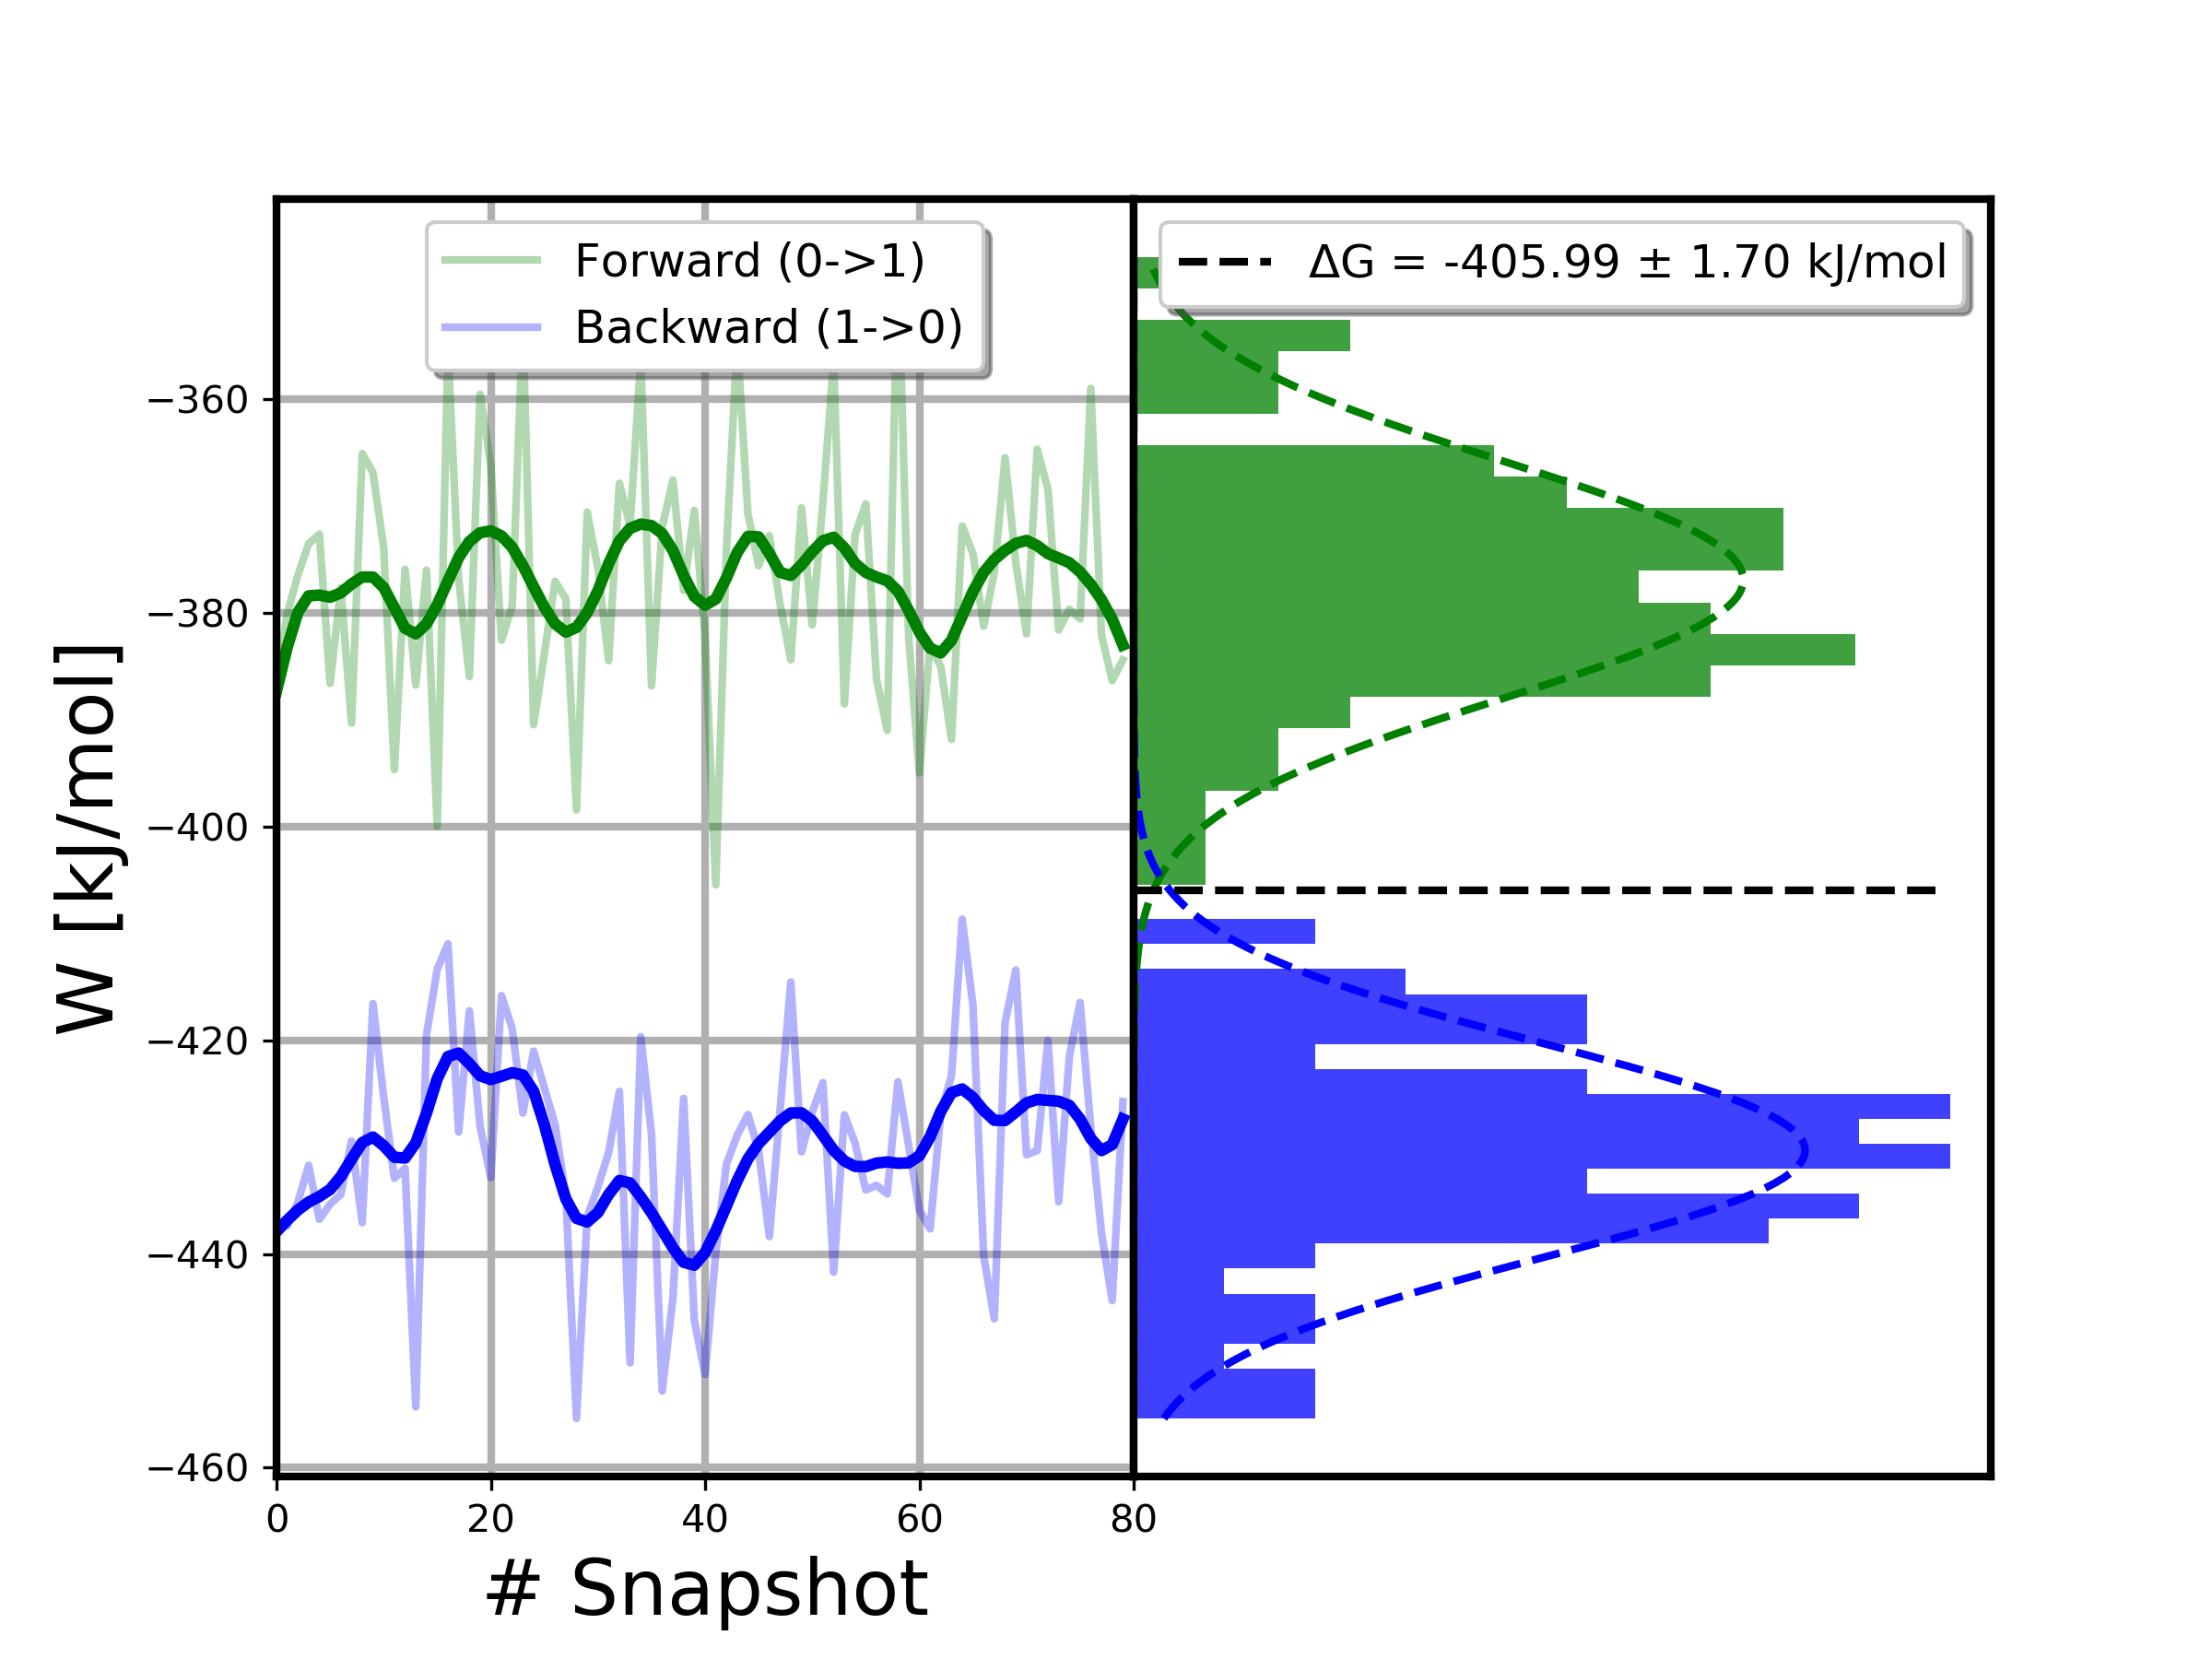 Forward (0->1)
Backward (1->0)
ΔG = -405.99 ± 1.70 kJ/mol
W [kJ/mol]
−360
−380
−400
−420
−440
−460
0 20 40 60 80
# Snapshot